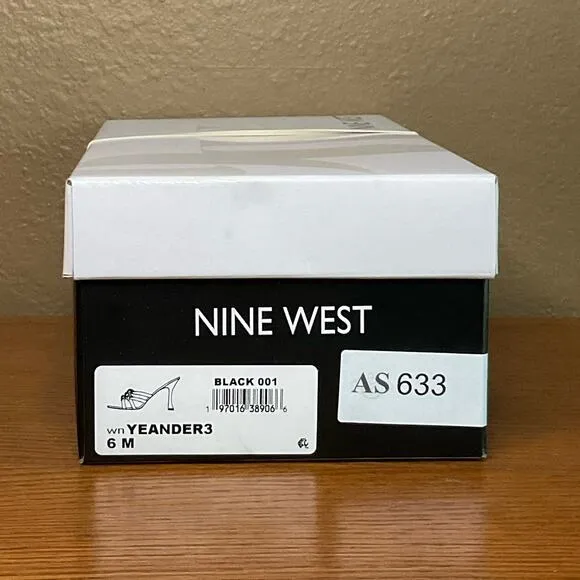 NINE WEST
BLACK 001
1 97016 38906 6
wn YEANDER3
6 M
AS 633